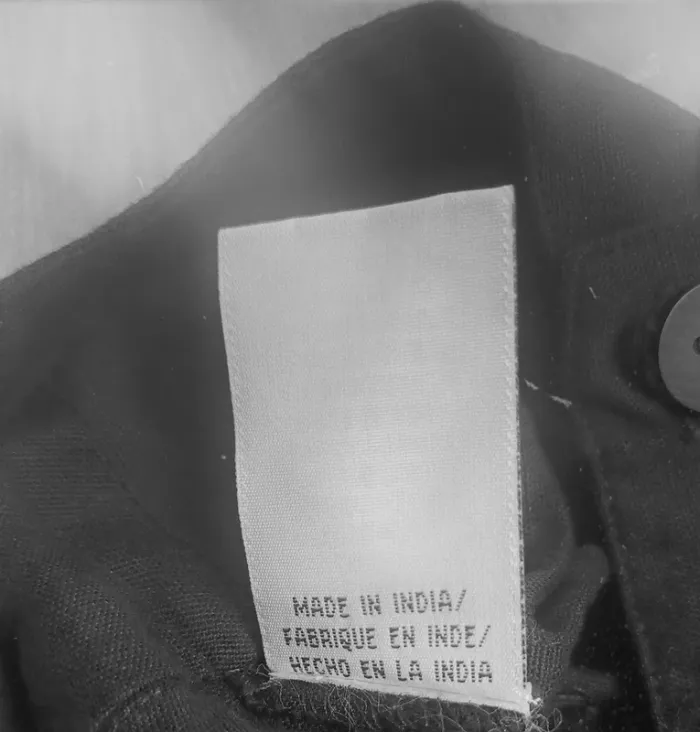 MADE IN INDIA/
FABRIQUE EN INDE/
HECHO EN LA INDIA